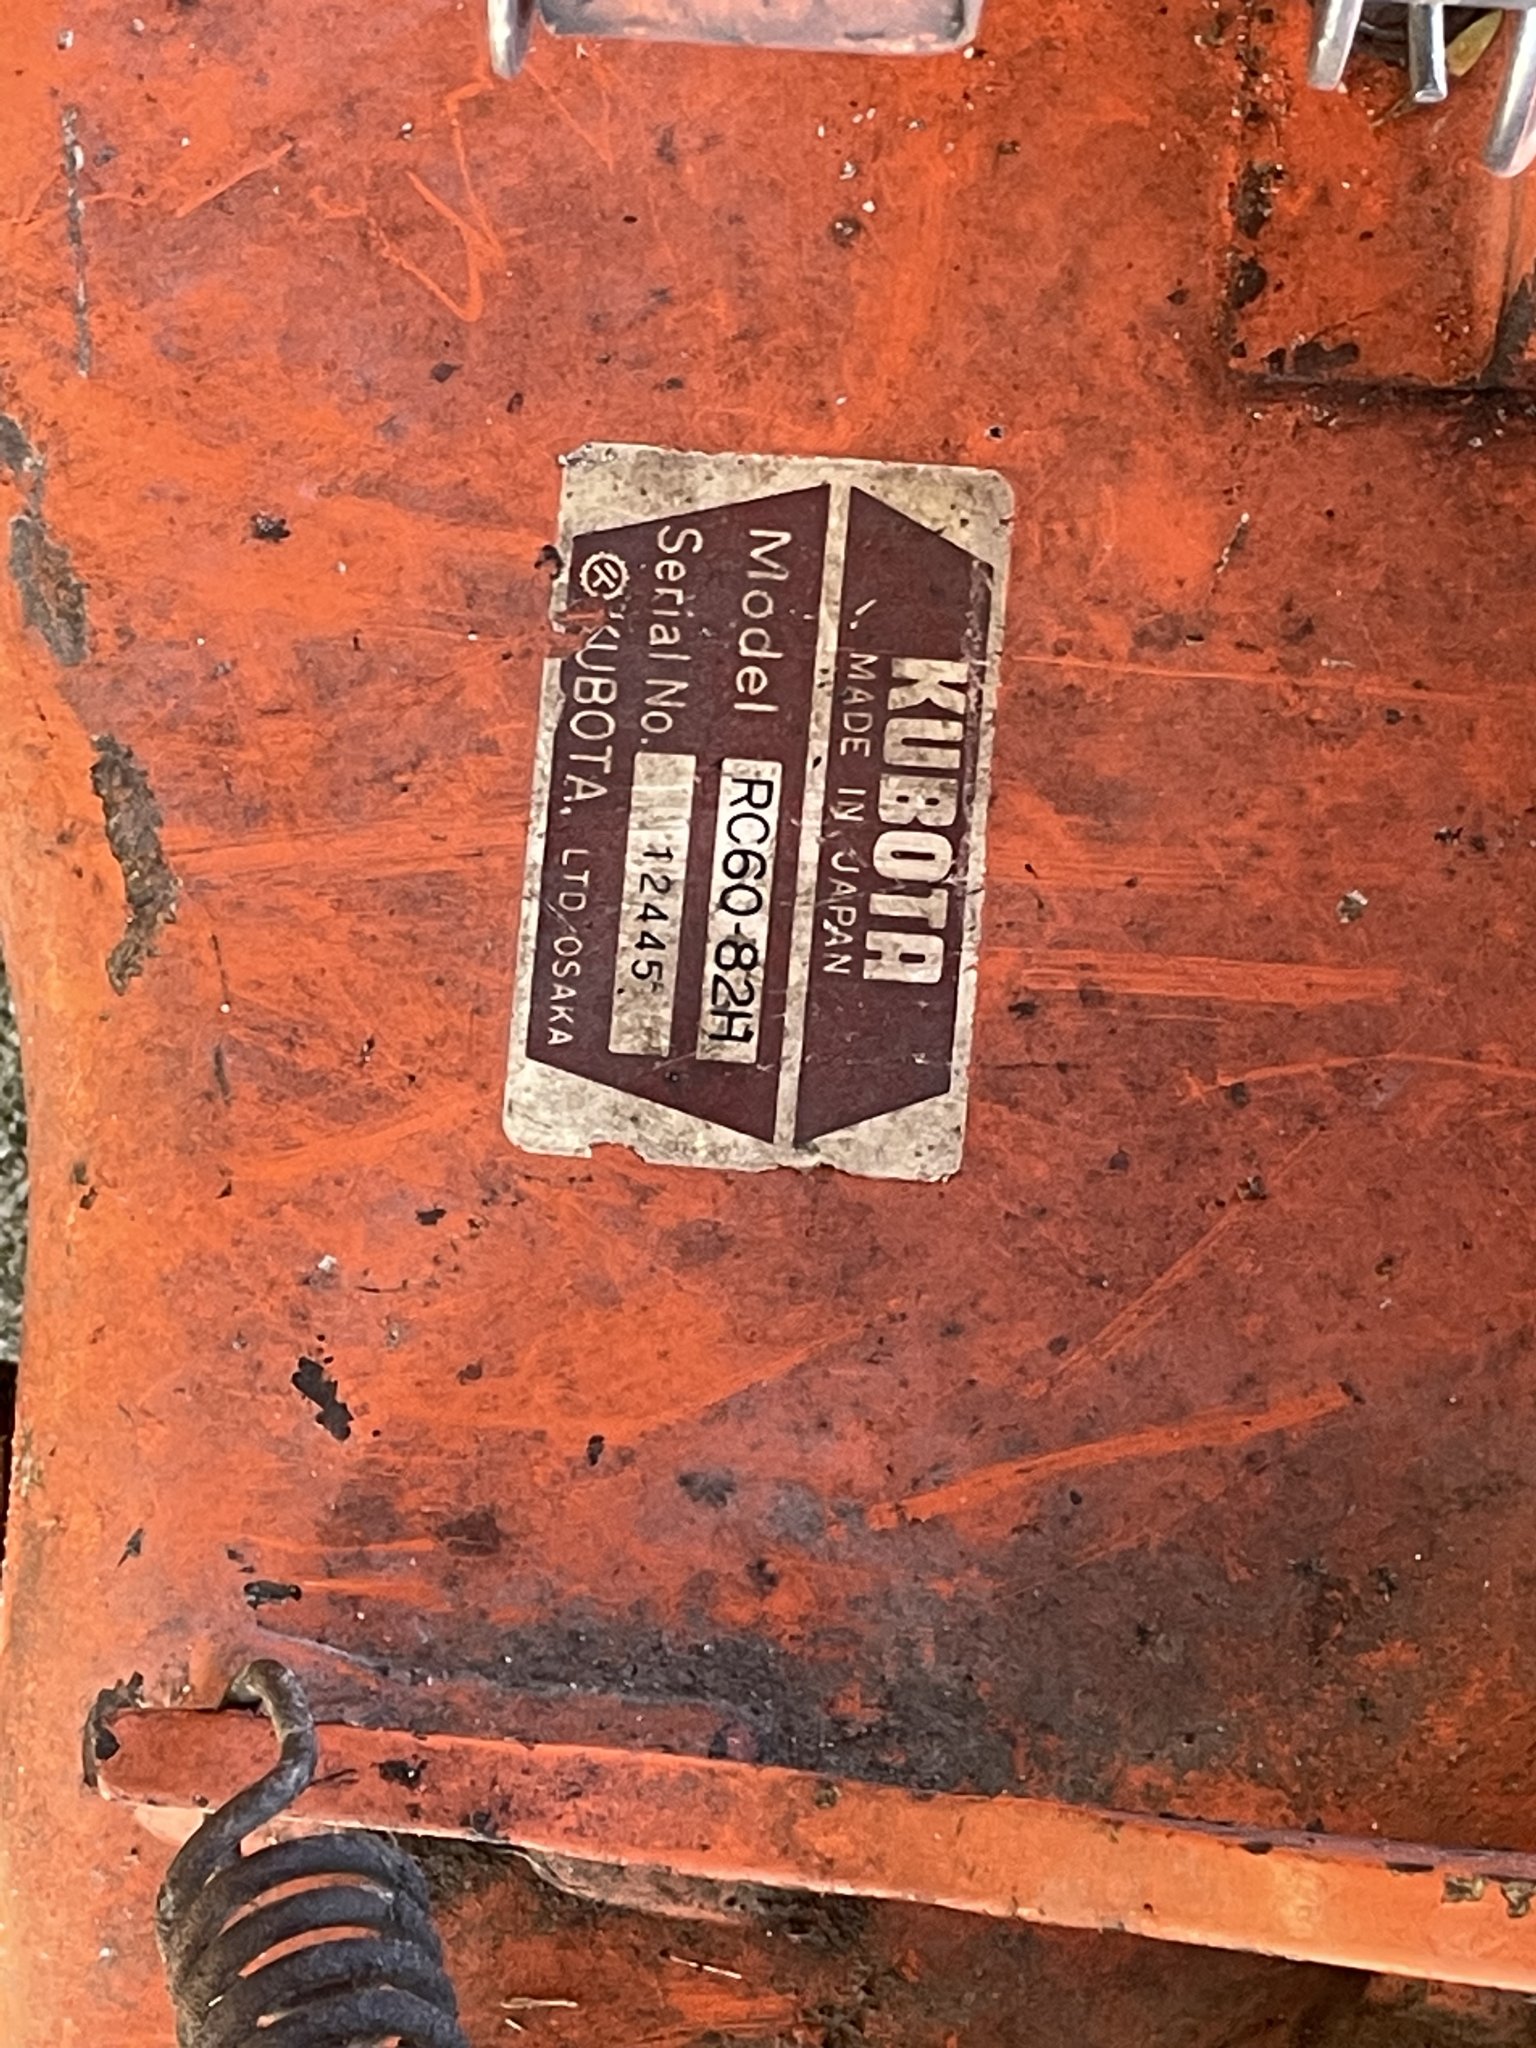 KUBOTA
MADE IN JAPAN
Model RC60-82H
Serial No. 12445
KUBOTA, LTD OSAKA